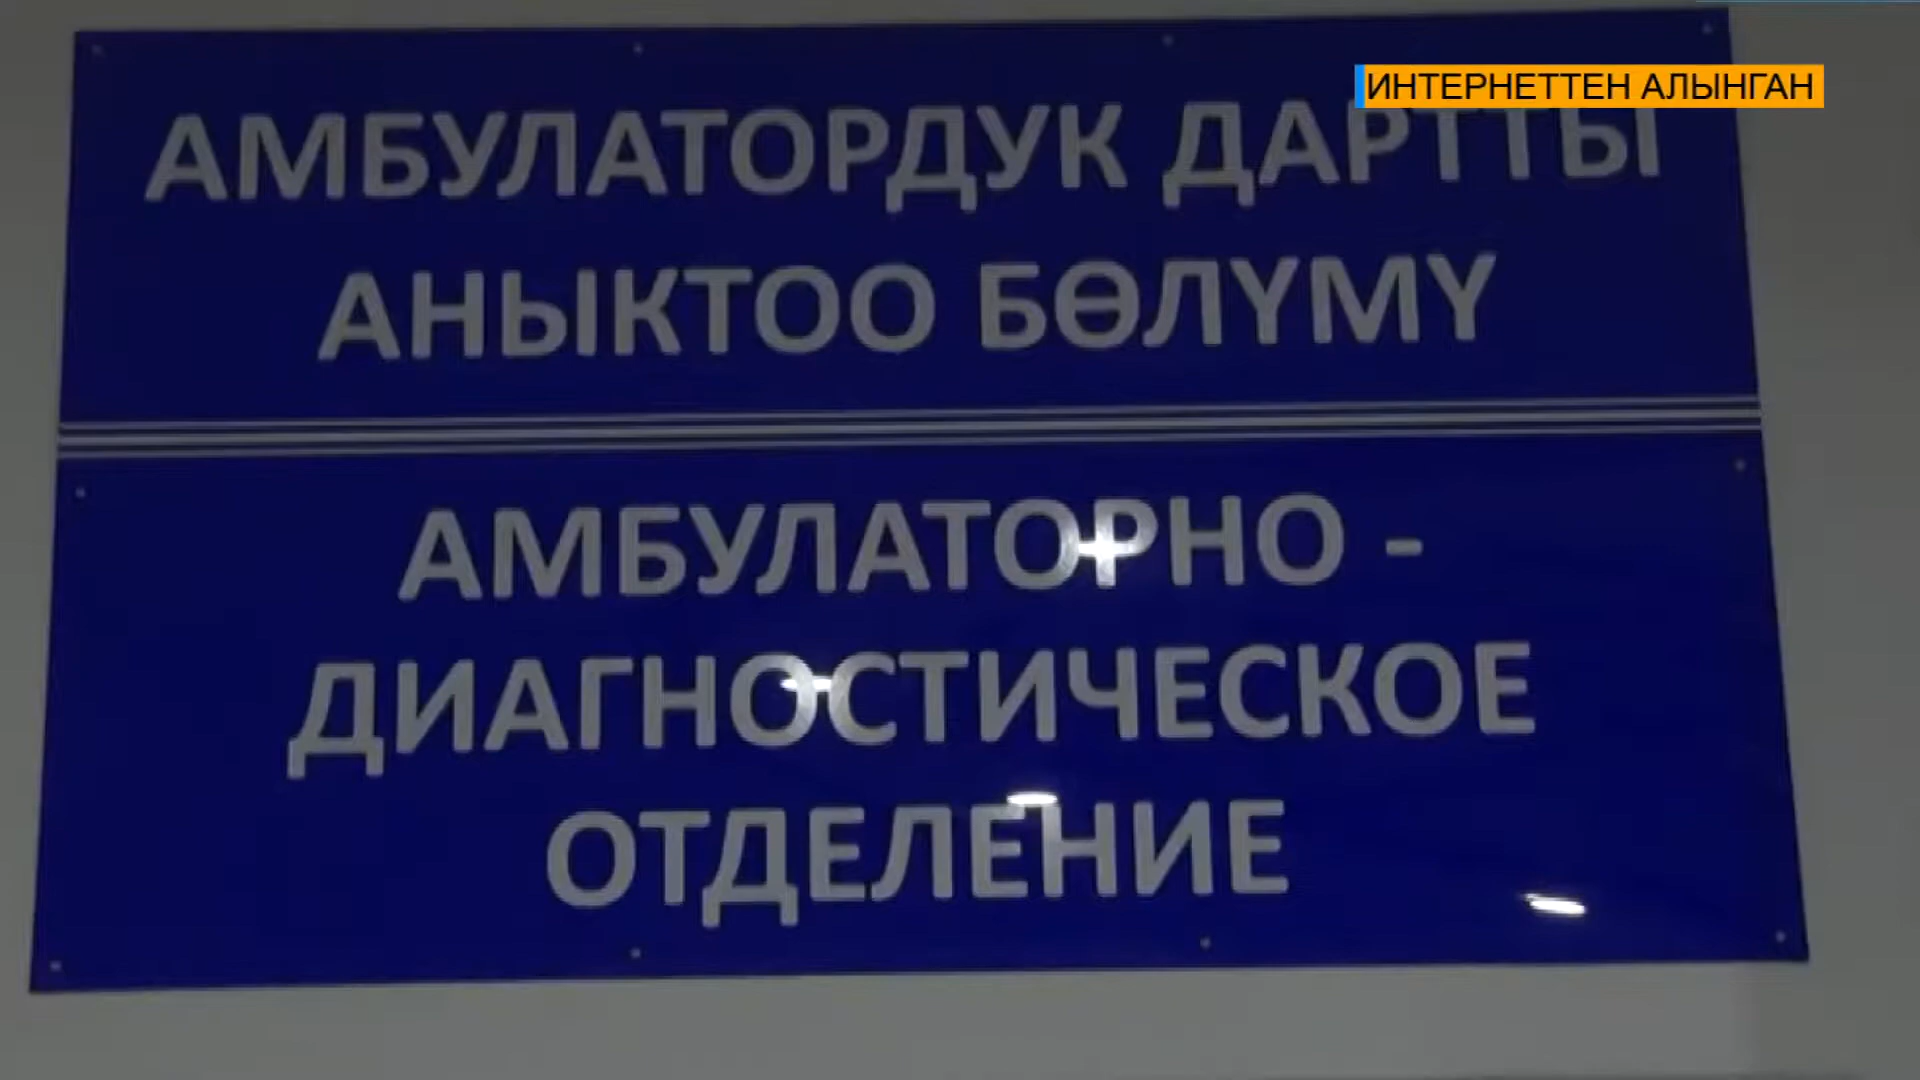 ИНТЕРНЕТТЕН АЛЫНГАН
АМБУЛАТОРДУК ДАРТТЫ
АНЫКТОО БӨЛҮМҮ
АМБУЛАТОРНО -
ДИАГНОСТИЧЕСКОЕ
ОТДЕЛЕНИЕ